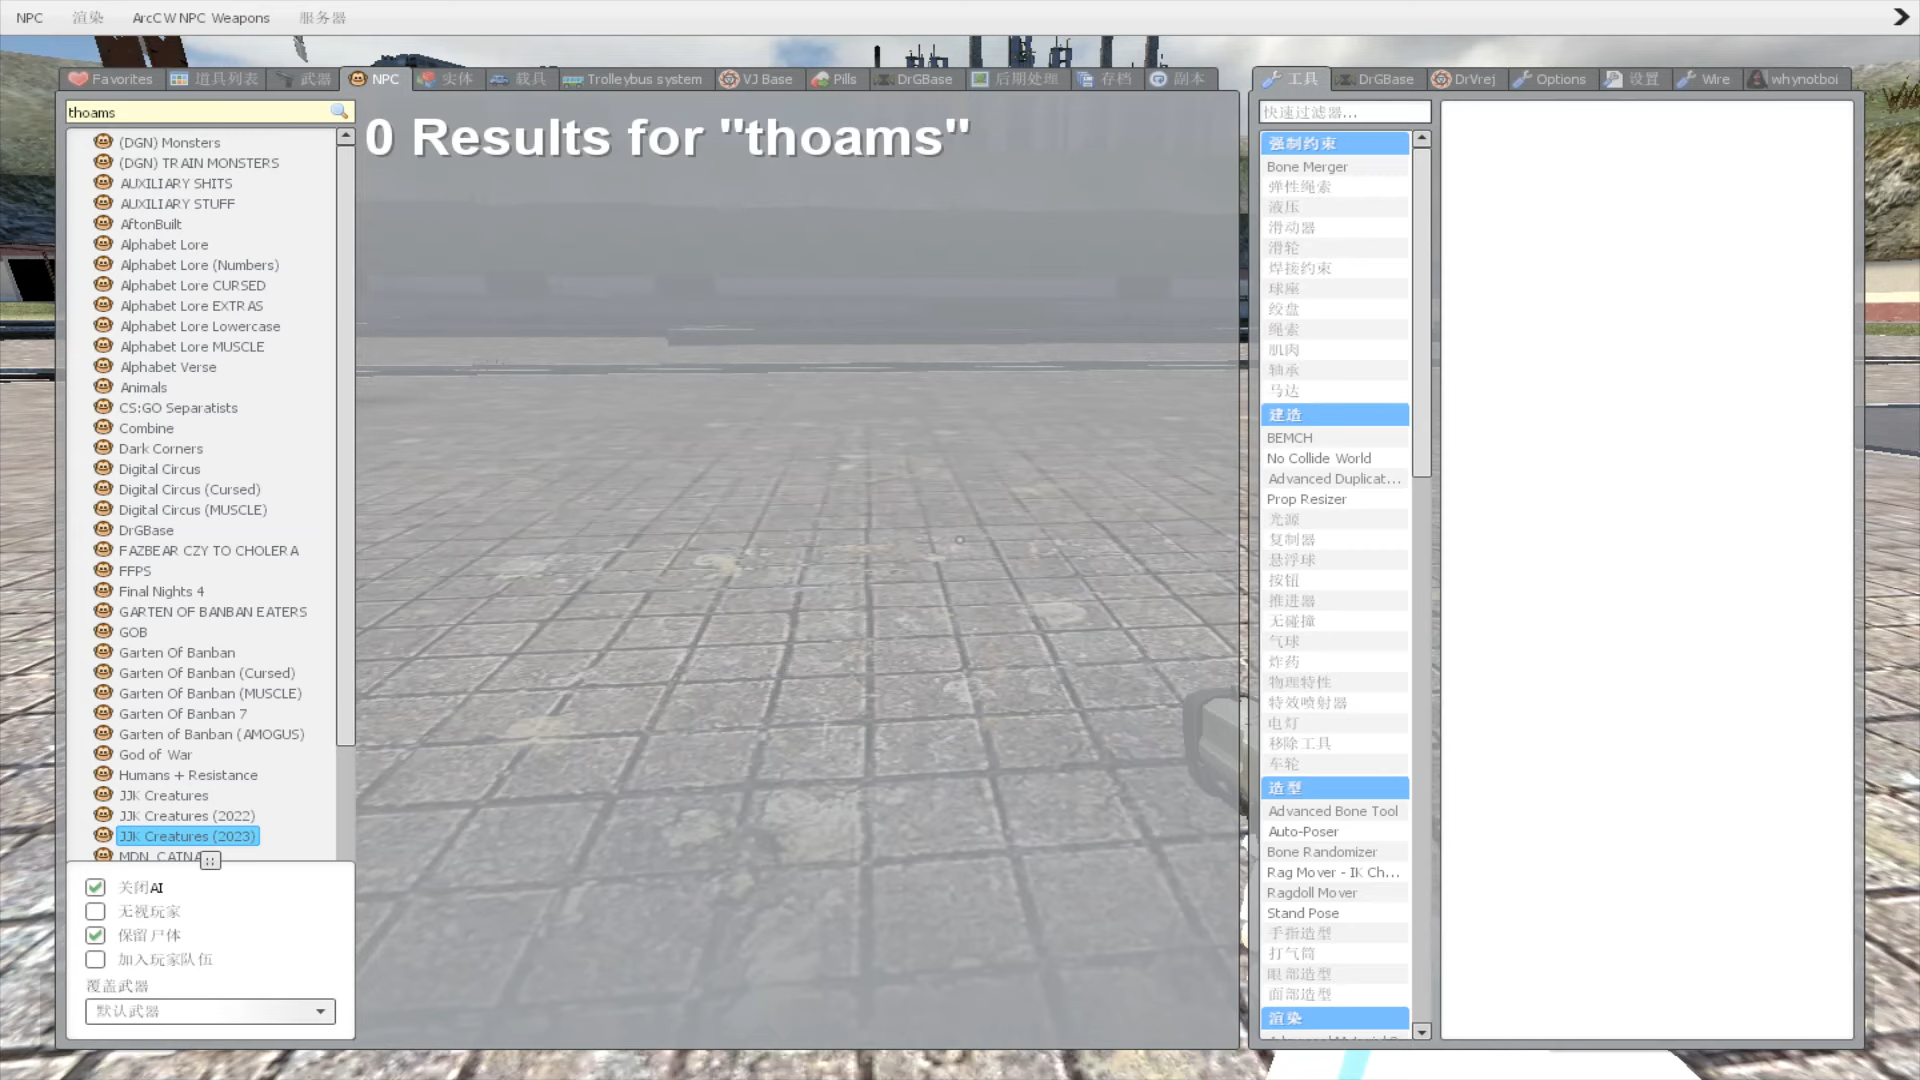 NPC 渲染 ArcCW NPC Weapons 服务器
Favorites 道具列表 武器 NPC 实体 载具 Trolleybus system VJ Base Pills DrGBase 后期处理 存档 副本
工具 DrGBase DrVrej Options 设置 Wire whynotboi
thoams
0 Results for "thoams"
(DGN) Monsters
(DGN) TRAIN MONSTERS
AUXILIARY SHITS
AUXILIARY STUFF
AftonBuilt
Alphabet Lore
Alphabet Lore (Numbers)
Alphabet Lore CURSED
Alphabet Lore EXTRAS
Alphabet Lore Lowercase
Alphabet Lore MUSCLE
Alphabet Verse
Animals
CS:GO Separatists
Combine
Dark Corners
Digital Circus
Digital Circus (Cursed)
Digital Circus (MUSCLE)
DrGBase
FAZBEAR CZY TO CHOLERA
FFPS
Final Nights 4
GARTEN OF BANBAN EATERS
GOB
Garten Of Banban
Garten Of Banban (Cursed)
Garten Of Banban (MUSCLE)
Garten Of Banban 7
Garten of Banban (AMOGUS)
God of War
Humans + Resistance
JJK Creatures
JJK Creatures (2022)
JJK Creatures (2023)
关闭AI
无视玩家
保留尸体
加入玩家队伍
覆盖武器
默认武器
快速过滤器...
强制约束
Bone Merger
弹性绳索
液压
滑动器
滑轮
焊接约束
球座
绞盘
绳索
肌肉
轴承
马达
建造
BEMCH
No Collide World
Advanced Duplicat...
Prop Resizer
光源
复制器
悬浮球
按钮
推进器
无碰撞
气球
炸药
物理特性
特效喷射器
电灯
移除工具
车轮
造型
Advanced Bone Tool
Auto-Poser
Bone Randomizer
Rag Mover - IK Ch...
Ragdoll Mover
Stand Pose
手指造型
打气筒
眼部造型
面部造型
渲染